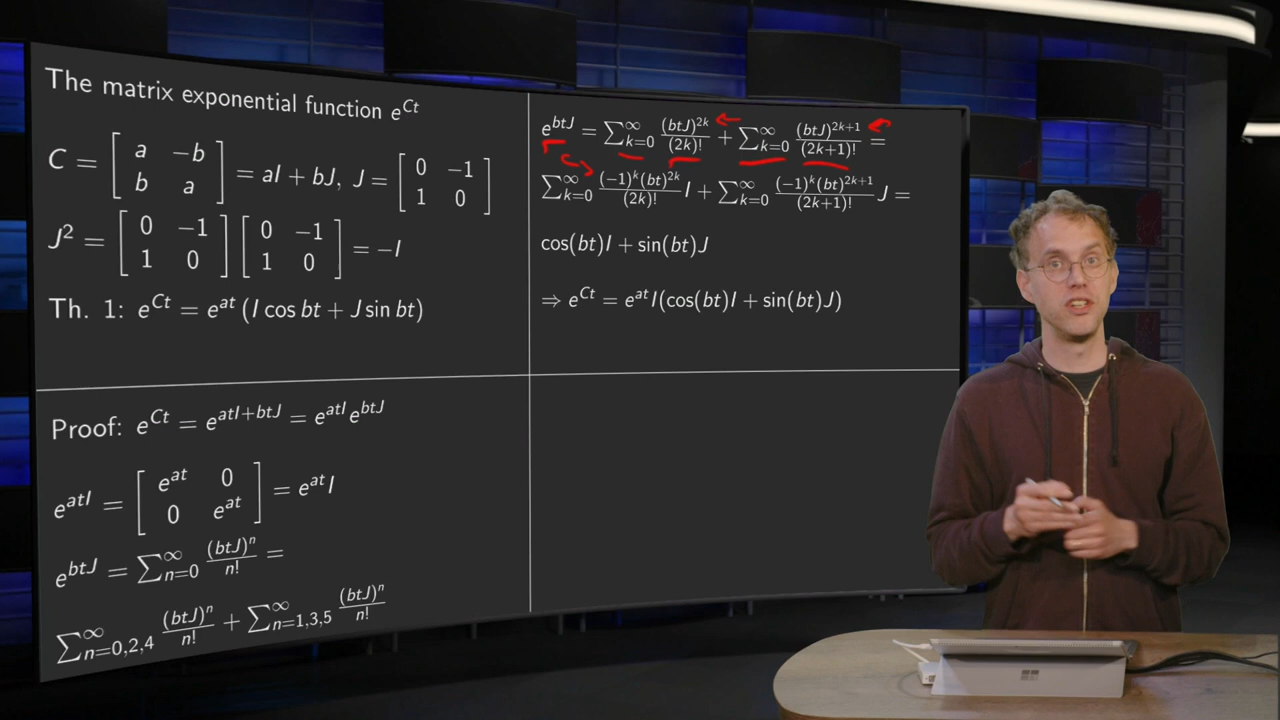 The matrix exponential function e^{Ct}
C = [ a −b ; b a ] = aI + bJ, J = [ 0 −1 ; 1 0 ]
J² = [ 0 −1 ; 1 0 ] [ 0 −1 ; 1 0 ] = −I
Th. 1: e^{Ct} = e^{at} (I cos bt + J sin bt)
Proof: e^{Ct} = e^{atI+btJ} = e^{atI} e^{btJ}
e^{atI} = [ e^{at} 0 ; 0 e^{at} ] = e^{at} I
e^{btJ} = ∑_{n=0}^{∞} (btJ)^n / n! =
∑_{n=0,2,4}^{∞} (btJ)^n / n! + ∑_{n=1,3,5}^{∞} (btJ)^n / n!
e^{btJ} = ∑_{k=0}^{∞} (btJ)^{2k} / (2k)! + ∑_{k=0}^{∞} (btJ)^{2k+1} / (2k+1)! =
∑_{k=0}^{∞} (−1)^k (bt)^{2k} / (2k)! I + ∑_{k=0}^{∞} (−1)^k (bt)^{2k+1} / (2k+1)! J =
cos(bt)I + sin(bt)J
⇒ e^{Ct} = e^{at} I(cos(bt)I + sin(bt)J)